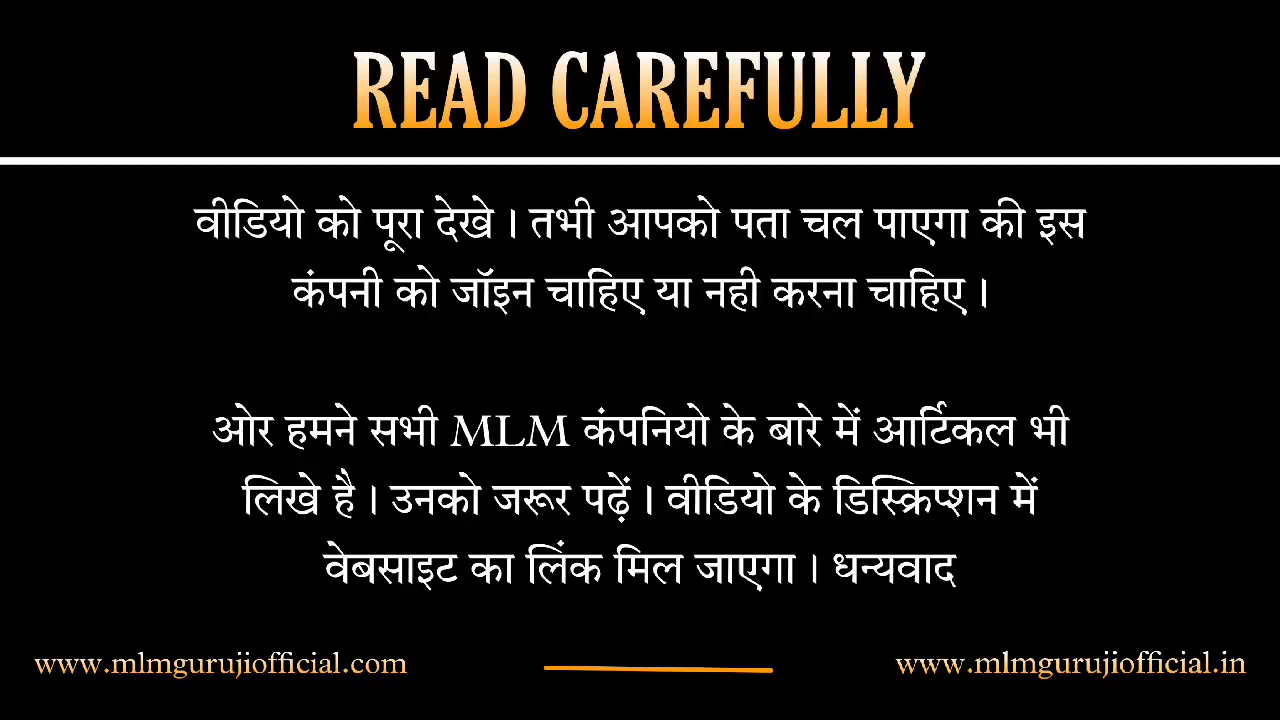 READ CAREFULLY
वीडियो को पूरा देखे । तभी आपको पता चल पाएगा की इस
कंपनी को जॉइन चाहिए या नही करना चाहिए ।
ओर हमने सभी MLM कंपनियो के बारे में आर्टिकल भी
लिखे है । उनको जरूर पढ़ें । वीडियो के डिस्क्रिप्शन में
वेबसाइट का लिंक मिल जाएगा । धन्यवाद
www.mlmgurujiofficial.com
www.mlmgurujiofficial.in